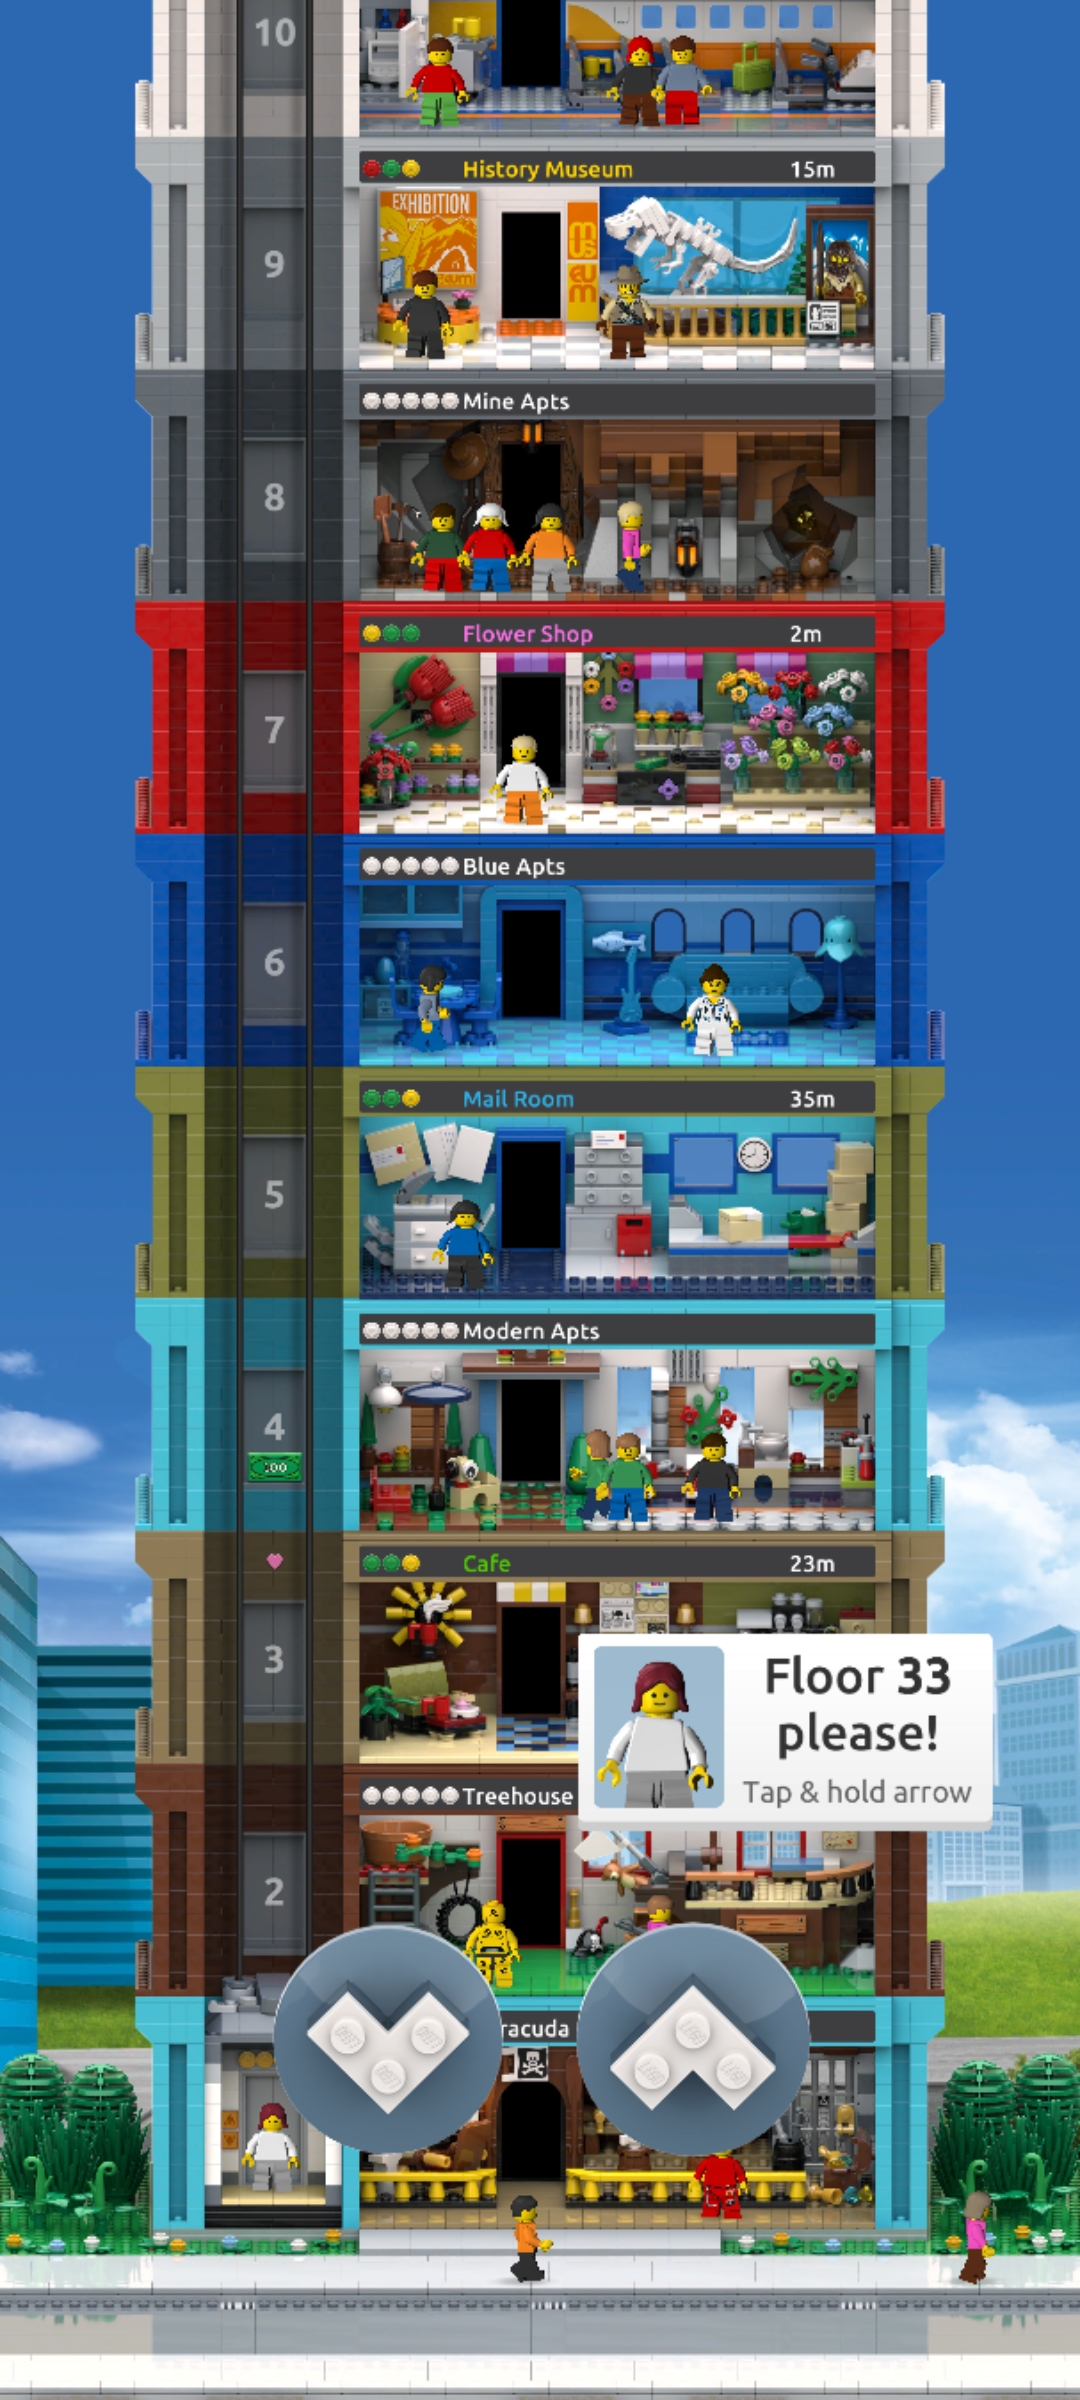 10
History Museum 15m
EXHIBITION
9
Mine Apts
8
Flower Shop 2m
7
Blue Apts
6
Mail Room 35m
5
Modern Apts
4
100
Cafe 23m
3
Floor 33
please!
Tap & hold arrow
Treehouse
2
racuda